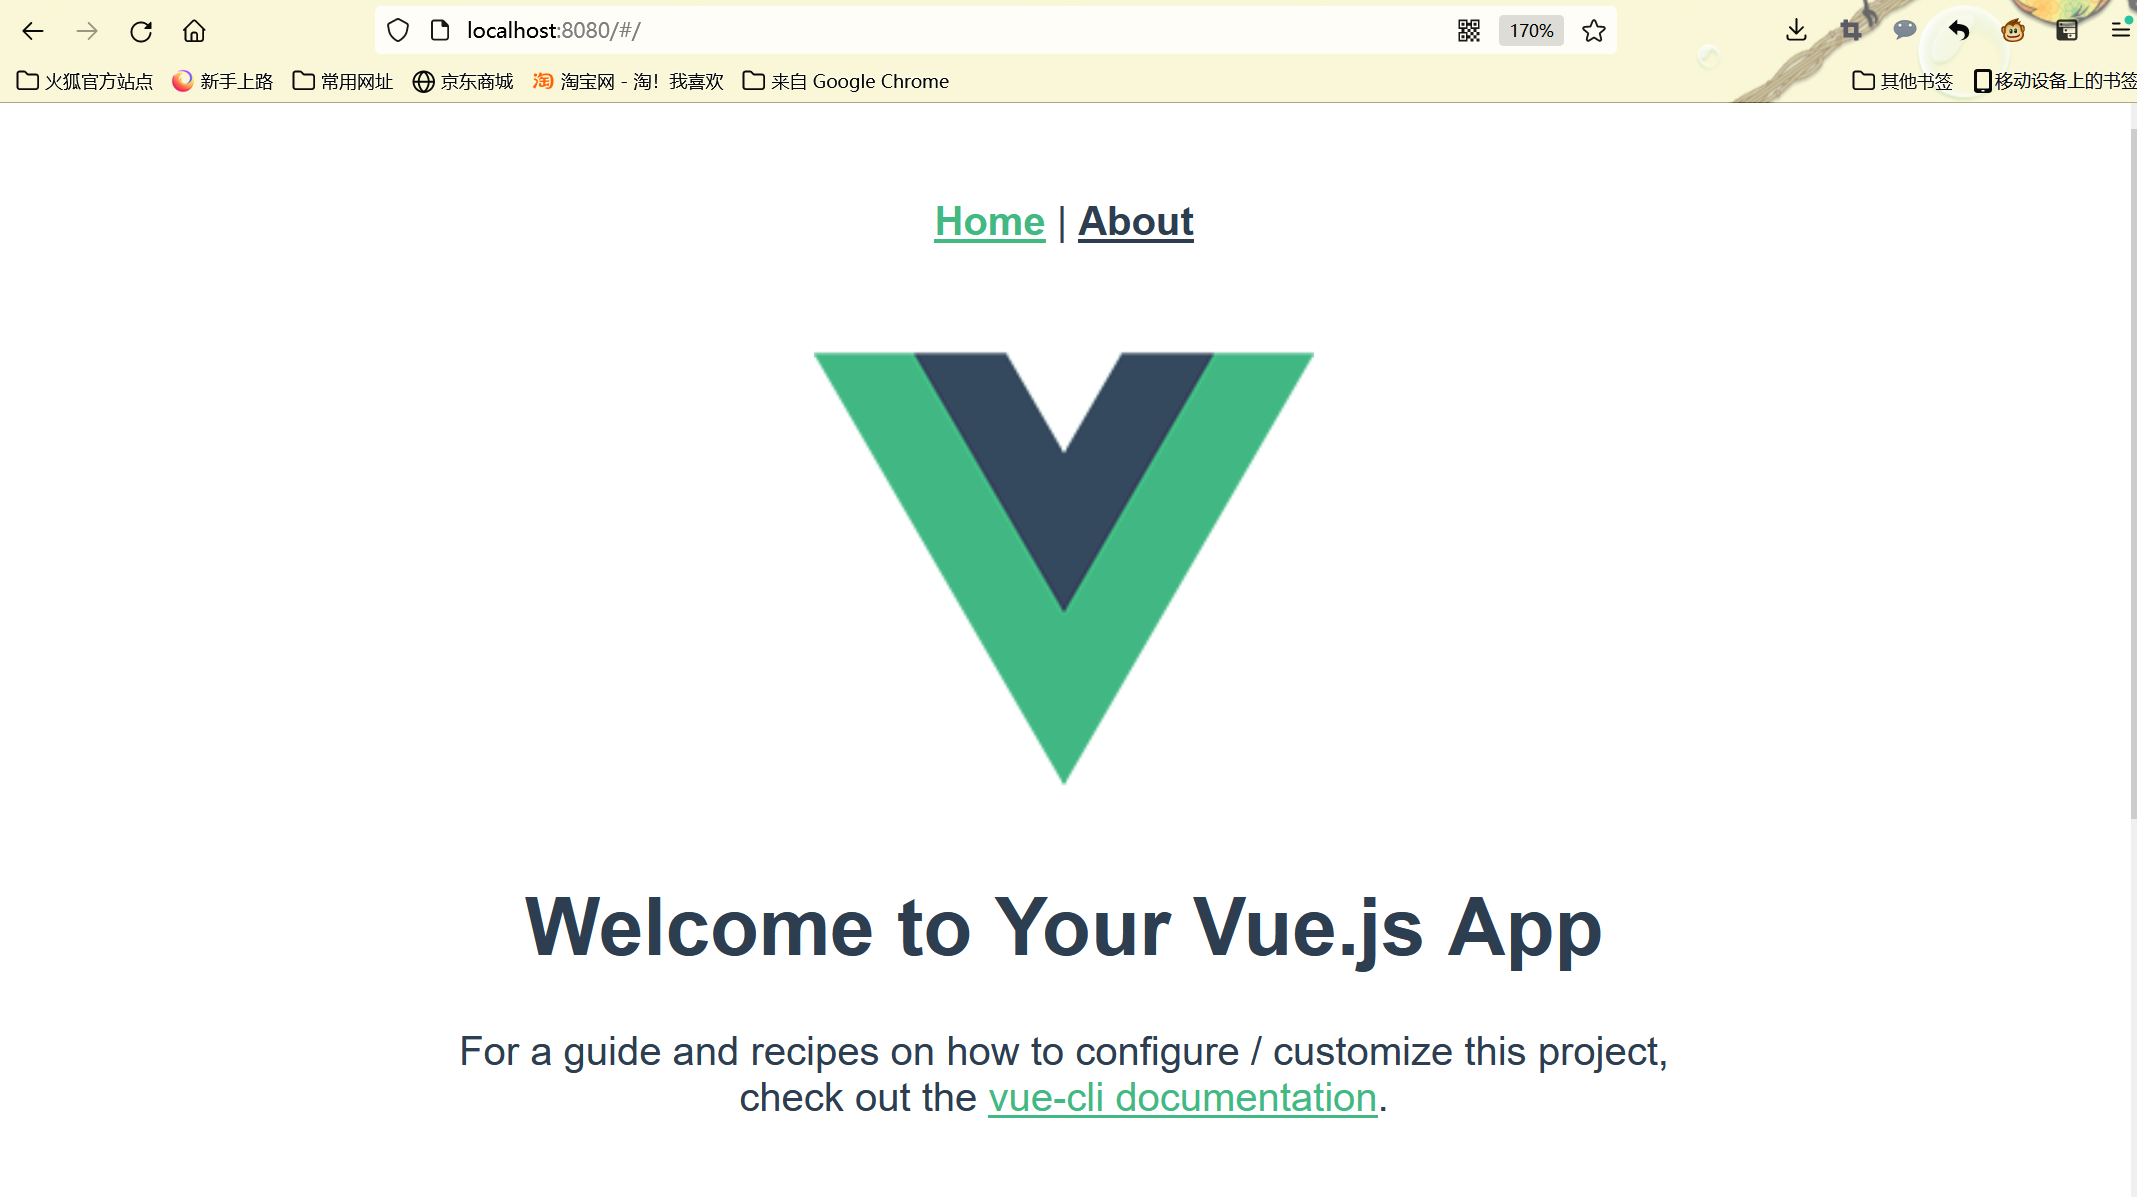 localhost:8080/#/
170%
火狐官方站点 新手上路 常用网址 京东商城 淘 淘宝网 - 淘！我喜欢 来自 Google Chrome 其他书签 移动设备上的书签
Home | About
Welcome to Your Vue.js App
For a guide and recipes on how to configure / customize this project,
check out the vue-cli documentation.